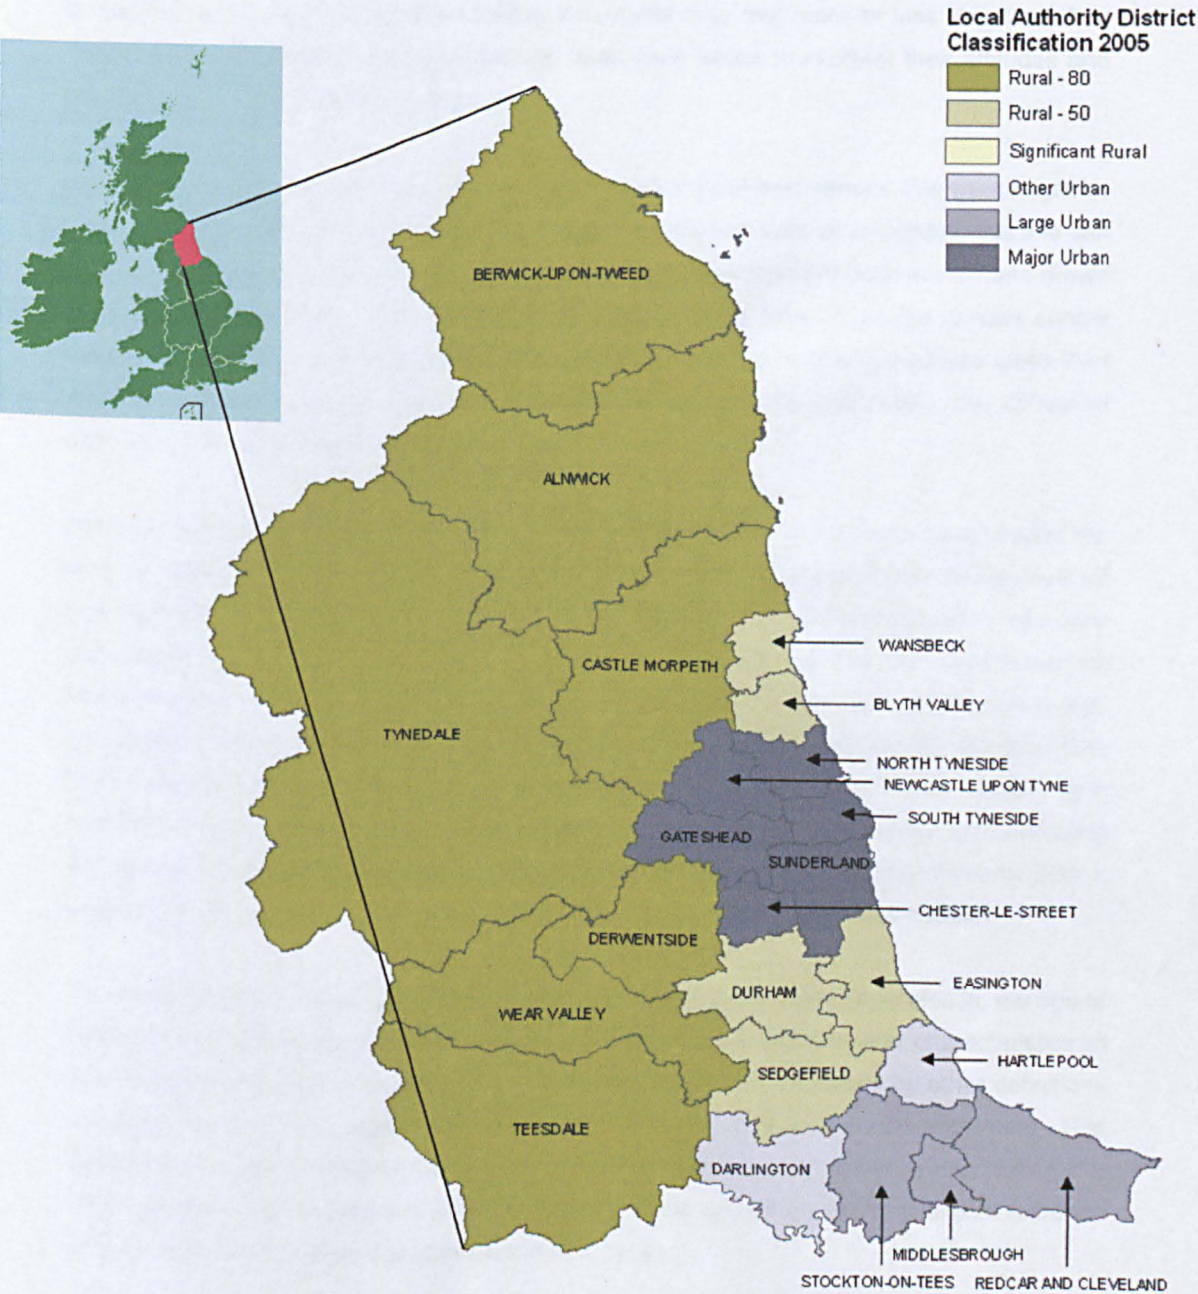 Local Authority District
Classification 2005
Rural - 80
Rural - 50
Significant Rural
Other Urban
Large Urban
Major Urban
BERWICK-UPON-TWEED
ALNWICK
WANSBECK
CASTLE MORPETH
BLYTH VALLEY
TYNEDALE
NORTH TYNESIDE
NEWCASTLE UPON TYNE
SOUTH TYNESIDE
GATESHEAD
SUNDERLAND
CHESTER-LE-STREET
DERWENTSIDE
EASINGTON
DURHAM
WEAR VALLEY
HARTLEPOOL
SEDGEFIELD
TEESDALE
DARLINGTON
MIDDLESBROUGH
STOCKTON-ON-TEES
REDCAR AND CLEVELAND